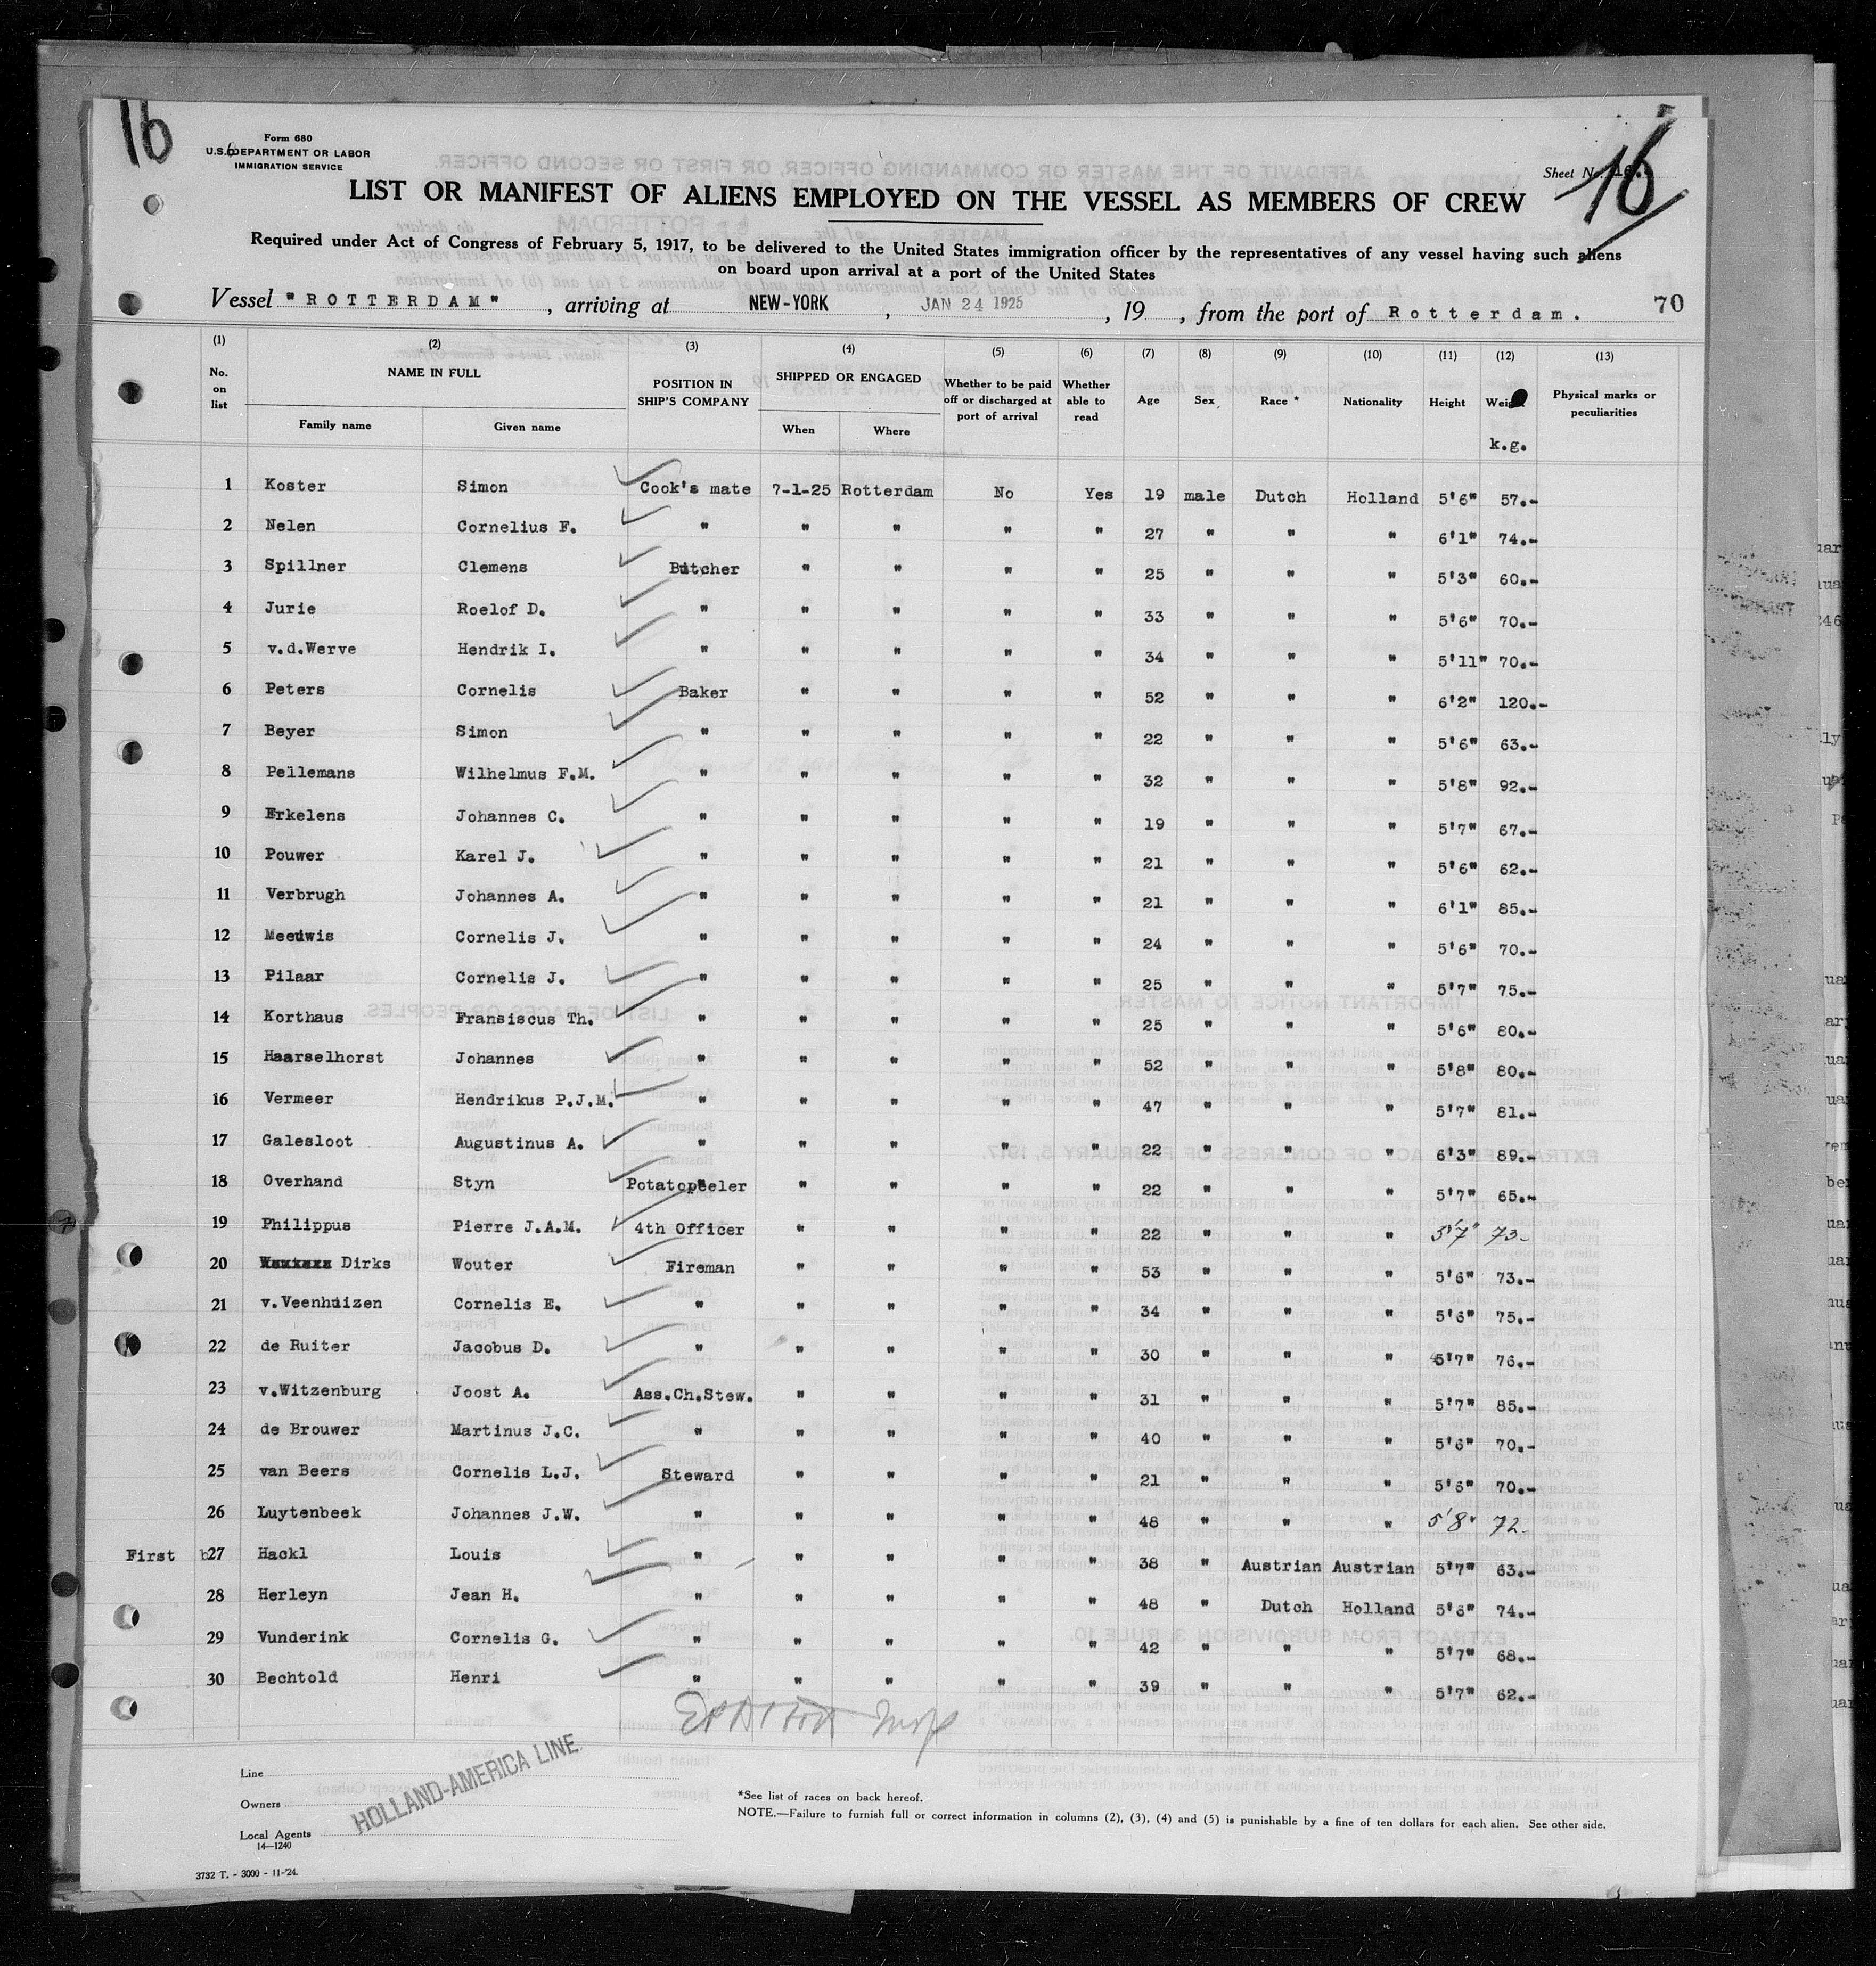 16
Form 680
U.S. DEPARTMENT OR LABOR
IMMIGRATION SERVICE
Sheet No. 16
LIST OR MANIFEST OF ALIENS EMPLOYED ON THE VESSEL AS MEMBERS OF CREW
Required under Act of Congress of February 5, 1917, to be delivered to the United States immigration officer by the representatives of any vessel having such aliens
on board upon arrival at a port of the United States
Vessel "ROTTERDAM", arriving at NEW-YORK, JAN 24 1925, 19 , from the port of Rotterdam. 70
(1) (2) (3) (4) (5) (6) (7) (8) (9) (10) (11) (12) (13)
No. on list NAME IN FULL Family name Given name POSITION IN SHIP'S COMPANY SHIPPED OR ENGAGED When Where Whether to be paid off or discharged at port of arrival Whether able to read Age Sex Race * Nationality Height Weight k.g. Physical marks or peculiarities
1 Koster Simon Cook's mate 7-1-25 Rotterdam No Yes 19 male Dutch Holland 5'6" 57.-
2 Nelen Cornelius F. " " " " " 27 " " " 6'1" 74.-
3 Spillner Clemens Butcher " " " " 25 " " " 5'3" 60.-
4 Jurie Roelof D. " " " " " 33 " " " 5'6" 70.-
5 v.d.Werve Hendrik I. " " " " " 34 " " " 5'11" 70.-
6 Peters Cornelis Baker " " " " 52 " " " 6'2" 120.-
7 Beyer Simon " " " " " 22 " " " 5'6" 63.-
8 Pellemans Wilhelmus F.M. " " " " " 32 " " " 5'8" 92.-
9 Erkelens Johannes C. " " " " " 19 " " " 5'7" 67.-
10 Pouwer Karel J. " " " " " 21 " " " 5'6" 62.-
11 Verbrugh Johannes A. " " " " " 21 " " " 6'1" 85.-
12 Meeuwis Cornelis J. " " " " " 24 " " " 5'6" 70.-
13 Pilaar Cornelis J. " " " " " 25 " " " 5'7" 75.-
14 Korthaus Fransiscus Th. " " " " " 25 " " " 5'6" 80.-
15 Haarselhorst Johannes " " " " " 52 " " " 5'8" 80.-
16 Vermeer Hendrikus P.J.M. " " " " " 47 " " " 5'7" 81.-
17 Galesloot Augustinus A. " " " " " 22 " " " 6'3" 89.-
18 Overhand Styn Potatopeeler " " " " 22 " " " 5'7" 65.-
19 Philippus Pierre J.A.M. 4th Officer " " " " 22 " " " 5'7" 73-
20 Dirks Wouter Fireman " " " " 53 " " " 5'6" 73.-
21 v.Veenhuizen Cornelis E. " " " " " 34 " " " 5'6" 75.-
22 de Ruiter Jacobus D. " " " " " 30 " " " 5'7" 76.-
23 v.Witzenburg Joost A. Ass.Ch.Stew. " " " " 31 " " " 5'7" 85.-
24 de Brouwer Martinus J.C. " " " " " 40 " " " 5'6" 70.-
25 van Beers Cornelis L.J. Steward " " " " 21 " " " 5'6" 70.-
26 Luytenbeek Johannes J.W. " " " " " 48 " " " 5'8" 72-
First 27 Hackl Louis " " " " " 38 " Austrian Austrian 5'7" 63.-
28 Herleyn Jean H. " " " " " 48 " Dutch Holland 5'6" 74.-
29 Vunderink Cornelis G. " " " " " 42 " " " 5'7" 68.-
30 Bechtold Henri " " " " " 39 " " " 5'7" 62.-
Line
Owners
Local Agents
HOLLAND-AMERICA LINE.
14—1240
*See list of races on back hereof.
NOTE.—Failure to furnish full or correct information in columns (2), (3), (4) and (5) is punishable by a fine of ten dollars for each alien. See other side.
3732 T. - 3000 - 11-'24.